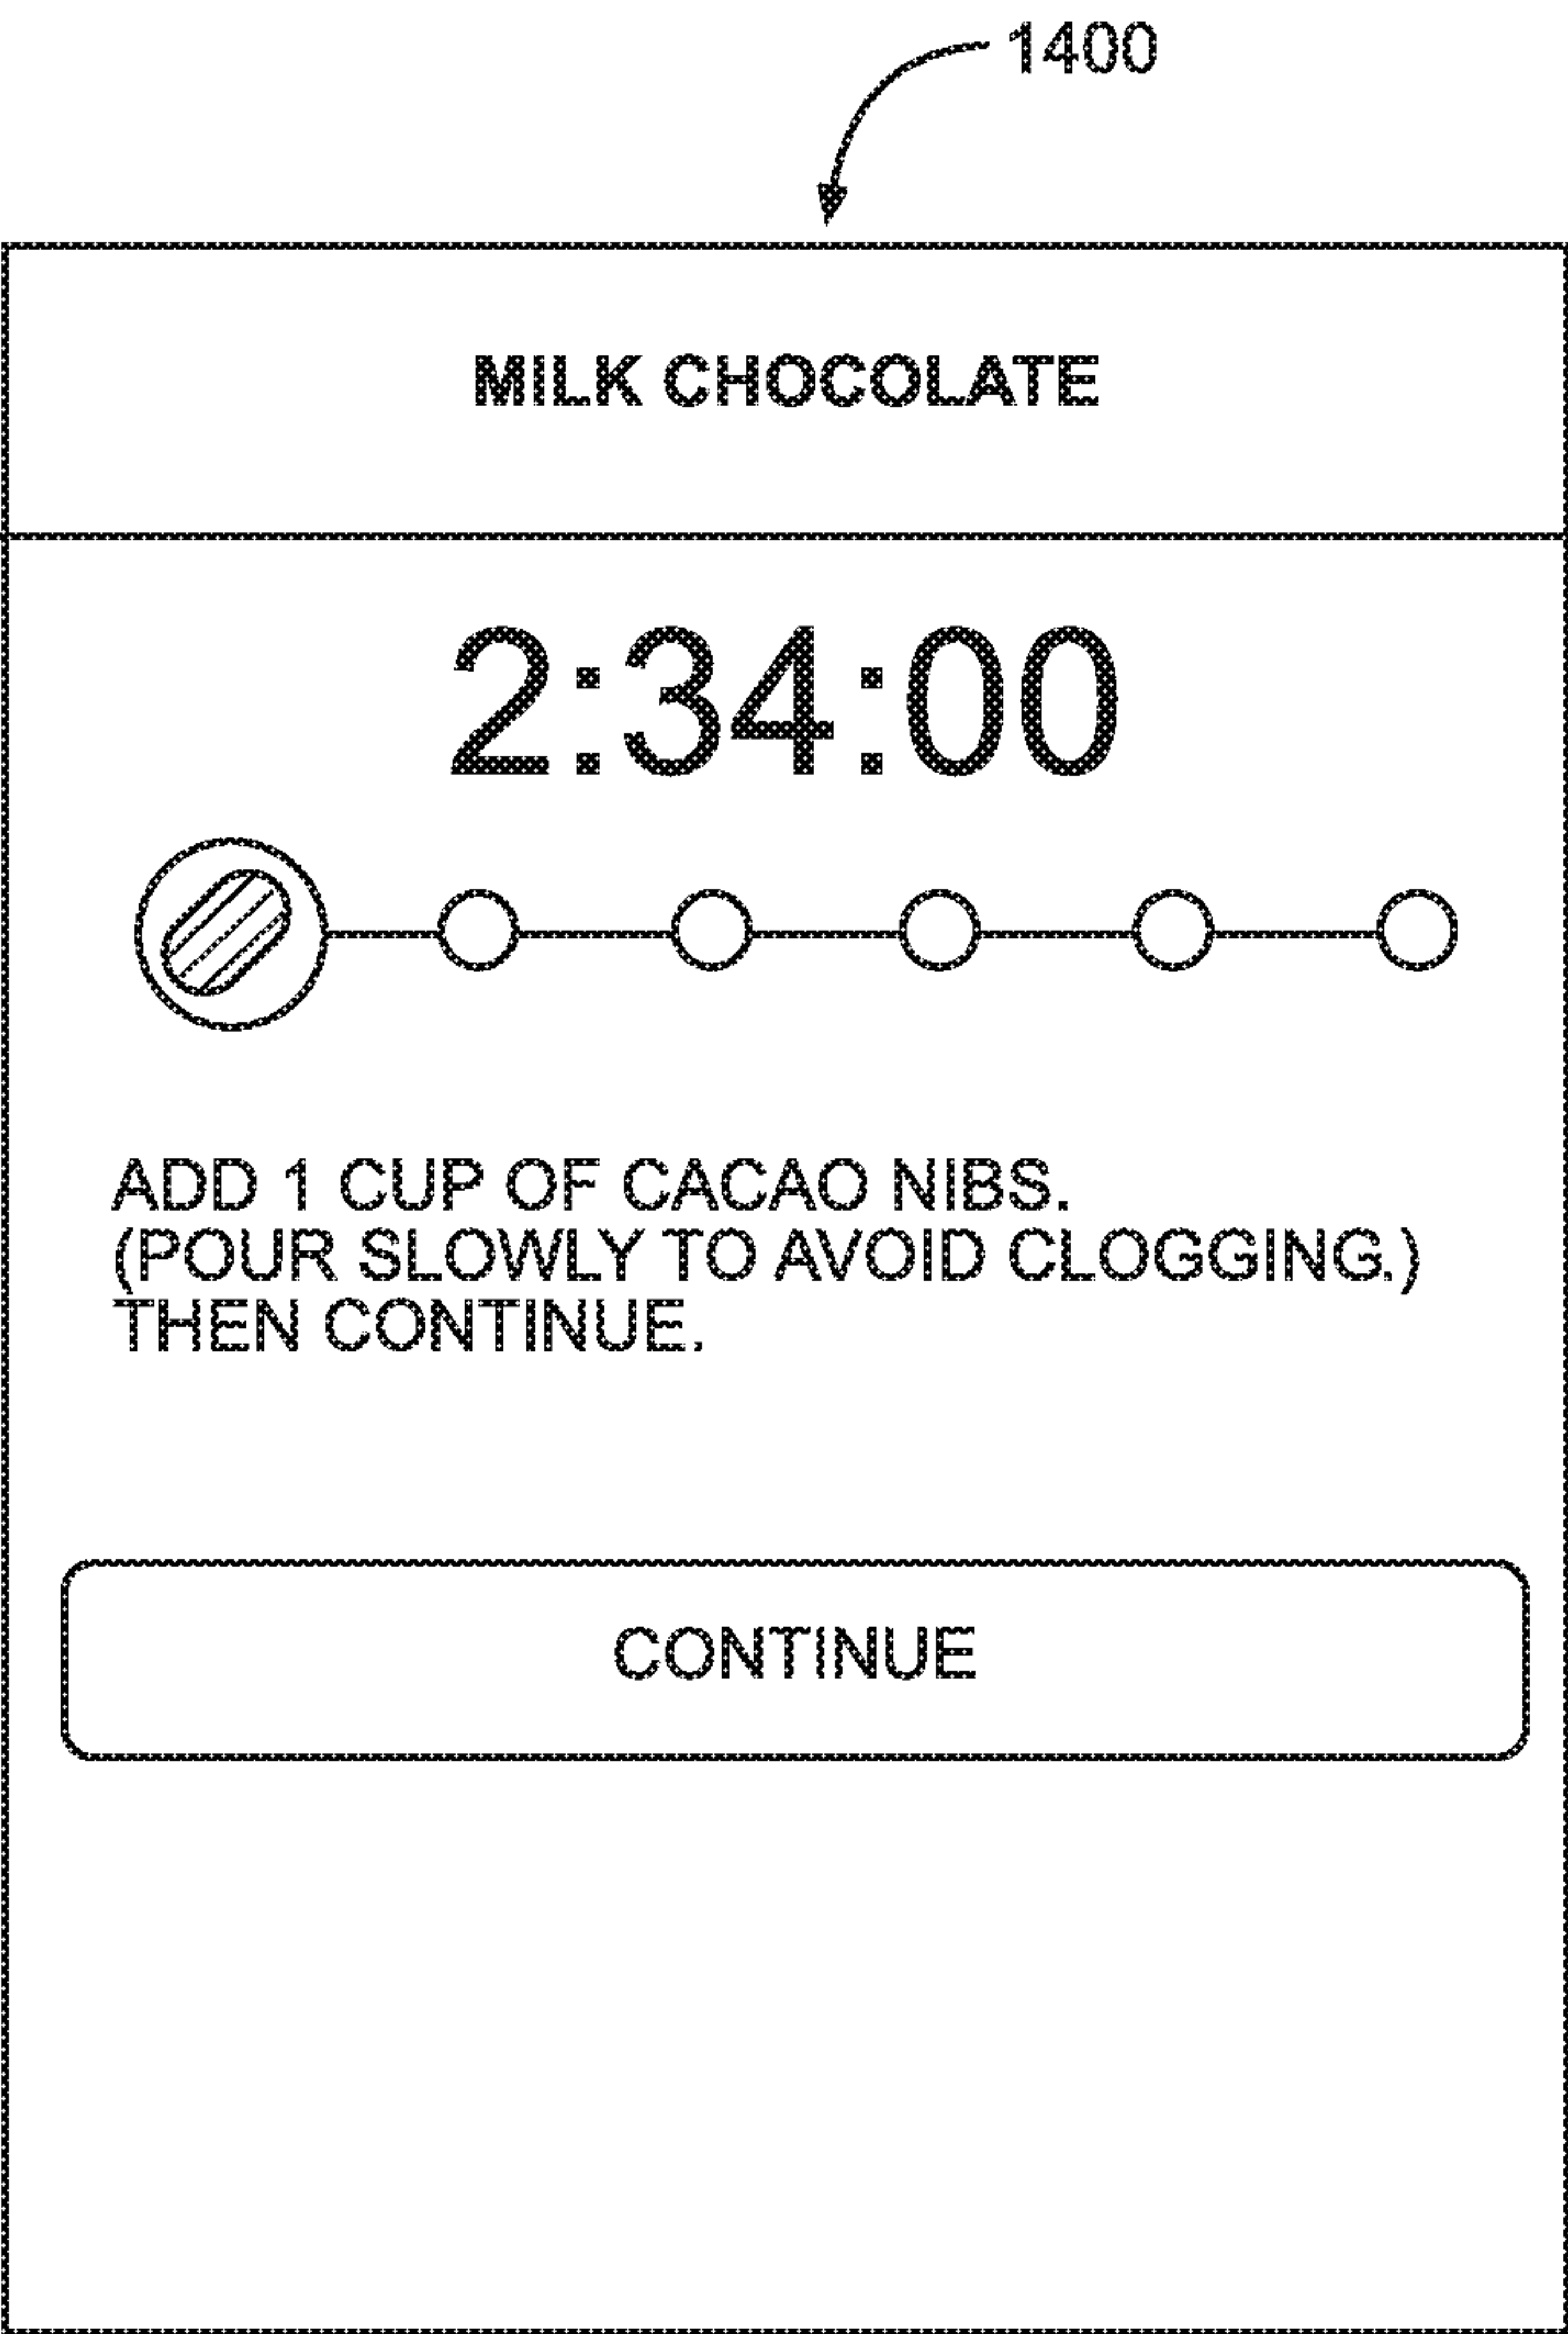 1400
MILK CHOCOLATE
2:34:00
ADD 1 CUP OF CACAO NIBS.
(POUR SLOWLY TO AVOID CLOGGING.)
THEN CONTINUE.
CONTINUE